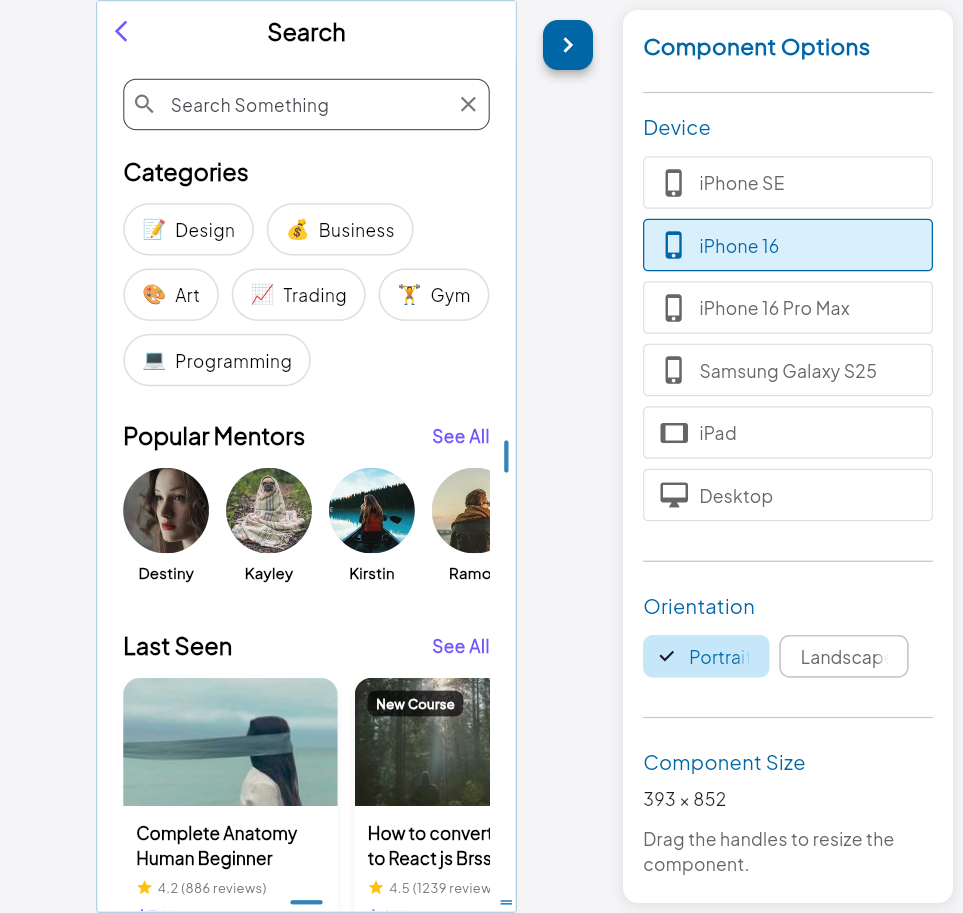 Search
Search Something
Categories
Design
Business
Art
Trading
Gym
Programming
Popular Mentors
See All
Destiny
Kayley
Kirstin
Ramo
Last Seen
See All
New Course
Complete Anatomy
Human Beginner
4.2 (886 reviews)
How to convert
to React js Brss
4.5 (1239 review
Component Options
Device
iPhone SE
iPhone 16
iPhone 16 Pro Max
Samsung Galaxy S25
iPad
Desktop
Orientation
Portrai
Landscap
Component Size
393 × 852
Drag the handles to resize the
component.